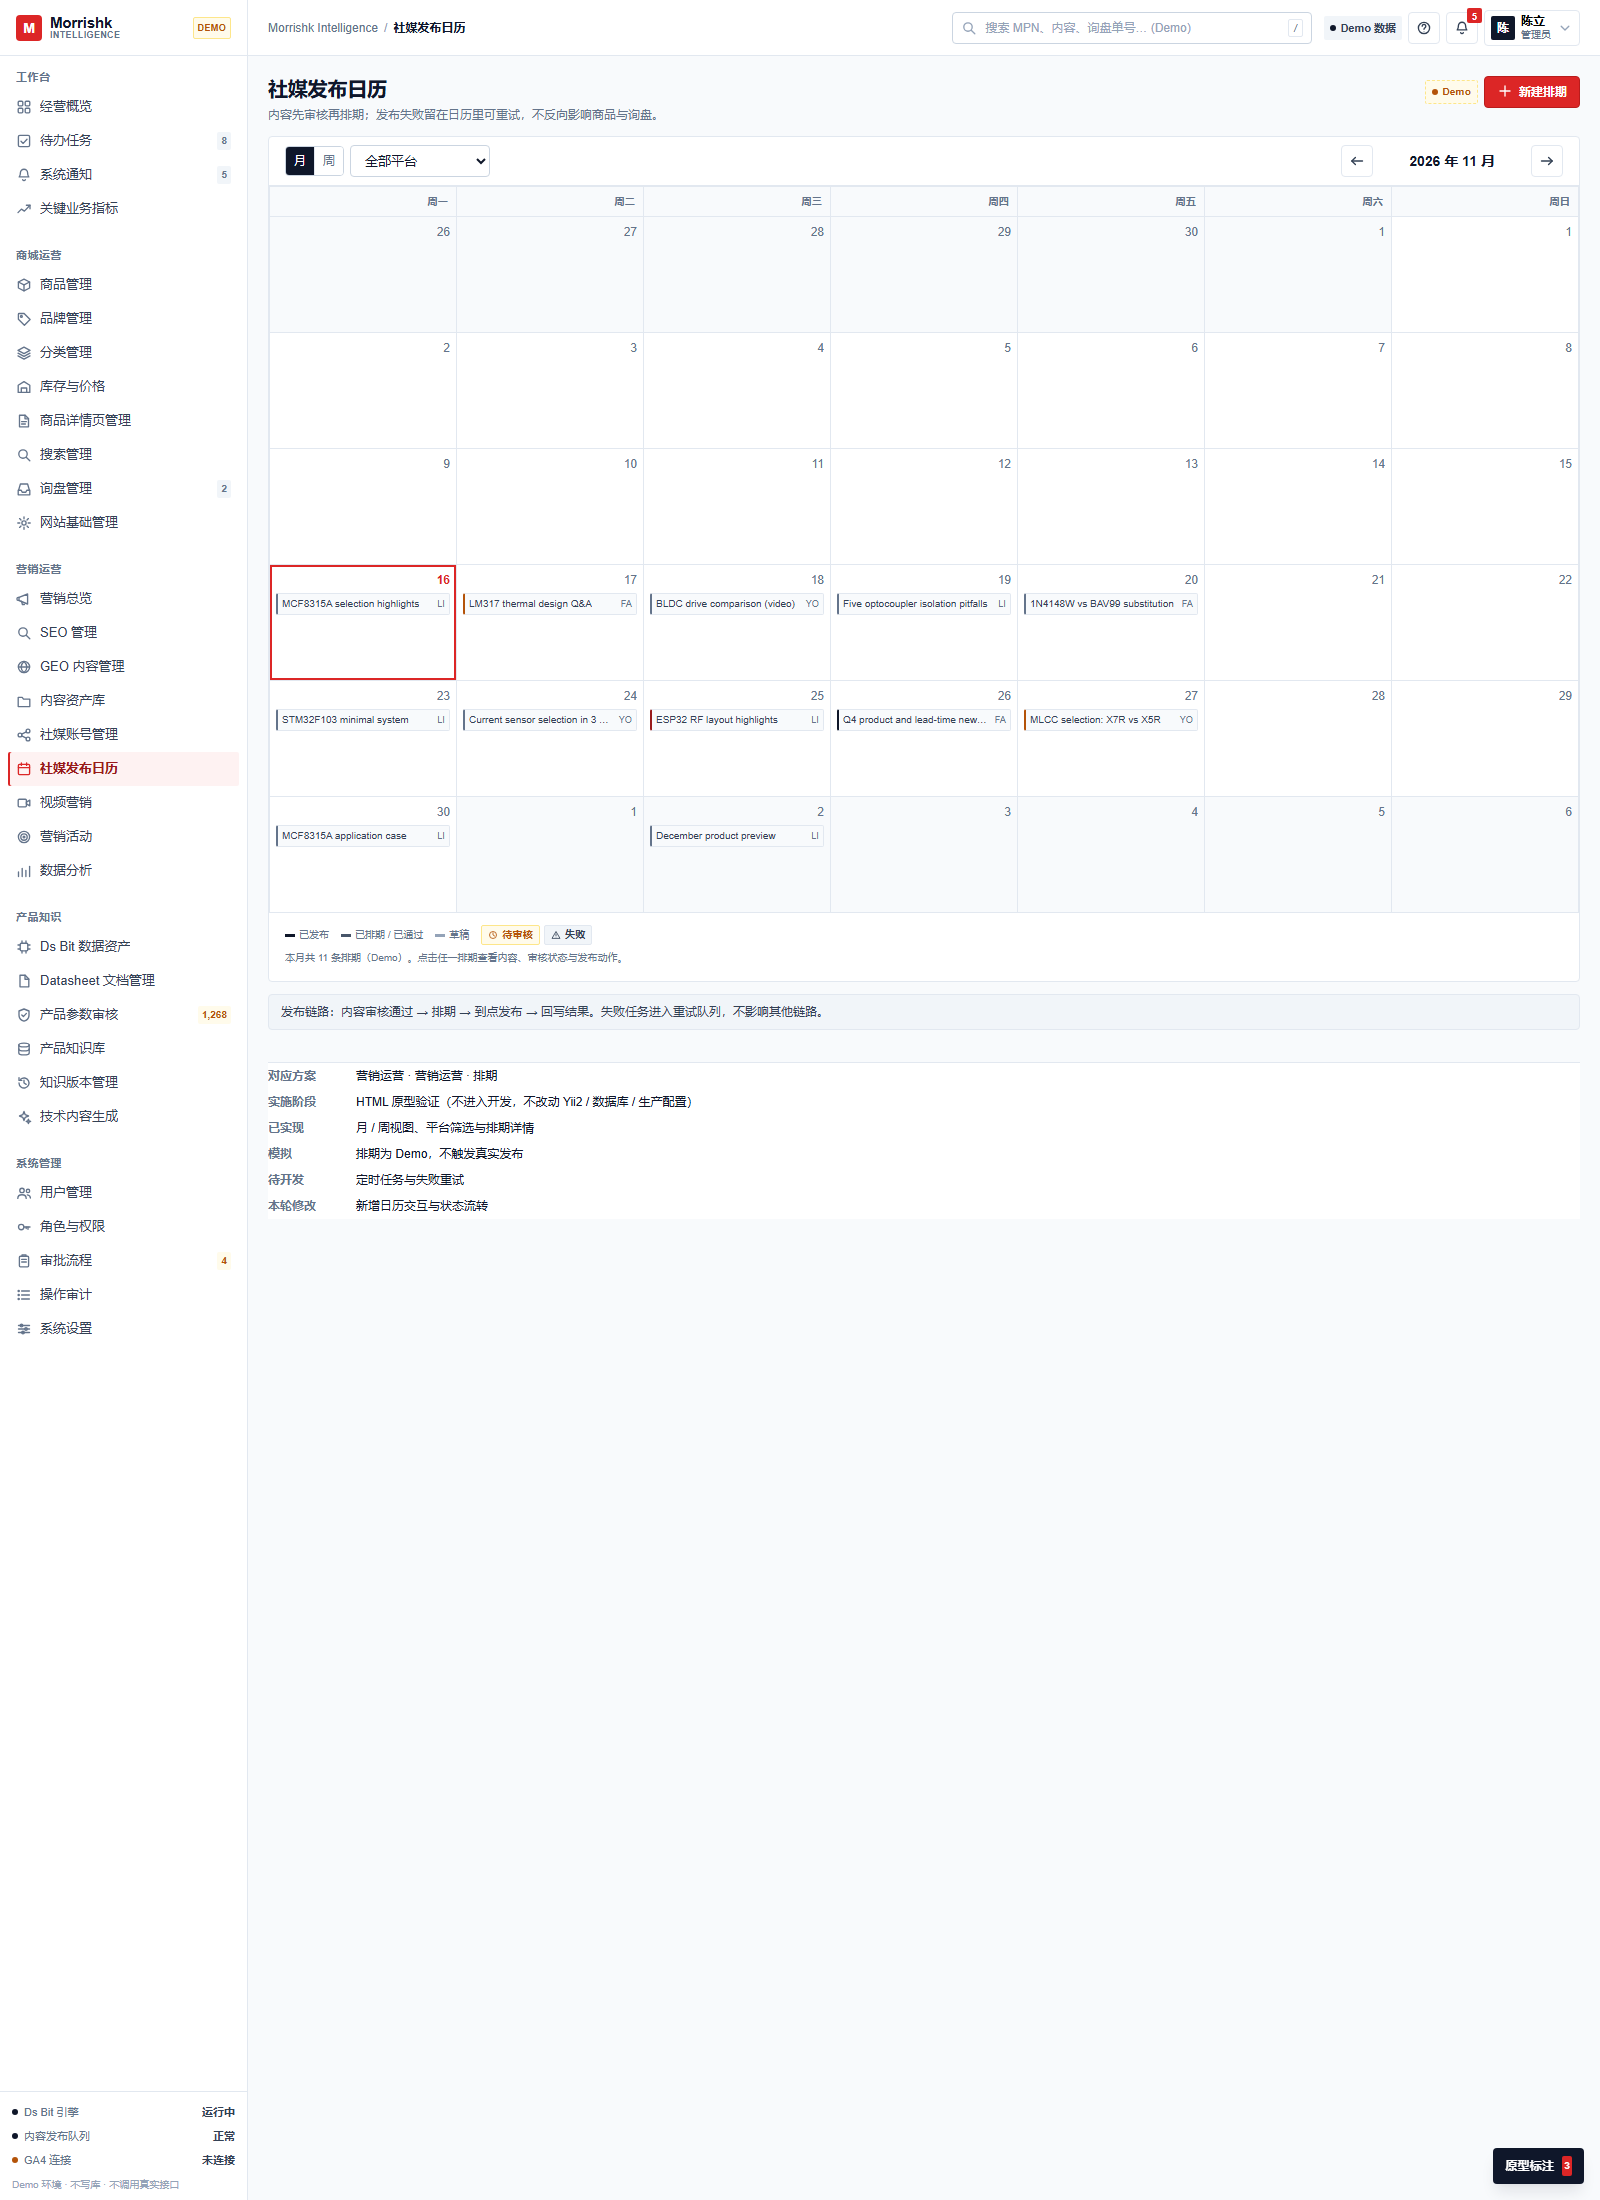 M Morrishk
INTELLIGENCE
DEMO
工作台
经营概览
待办任务 8
系统通知 5
关键业务指标
商城运营
商品管理
品牌管理
分类管理
库存与价格
商品详情页管理
搜索管理
询盘管理 2
网站基础管理
营销运营
营销总览
SEO 管理
GEO 内容管理
内容资产库
社媒账号管理
社媒发布日历
视频营销
营销活动
数据分析
产品知识
Ds Bit 数据资产
Datasheet 文档管理
产品参数审核 1,268
产品知识库
知识版本管理
技术内容生成
系统管理
用户管理
角色与权限
审批流程 4
操作审计
系统设置
Ds Bit 引擎 运行中
内容发布队列 正常
GA4 连接 未连接
Demo 环境 · 不写库 · 不调用真实接口
Morrishk Intelligence / 社媒发布日历
搜索 MPN、内容、询盘单号... (Demo) /
Demo 数据
5
陈 陈立
管理员
社媒发布日历
内容先审核再排期；发布失败留在日历里可重试，不反向影响商品与询盘。
Demo
新建排期
月 周 全部平台
2026 年 11 月
周一 周二 周三 周四 周五 周六 周日
26 27 28 29 30 1 1
2 3 4 5 6 7 8
9 10 11 12 13 14 15
16 17 18 19 20 21 22
MCF8315A selection highlights LI
LM317 thermal design Q&A FA
BLDC drive comparison (video) YO
Five optocoupler isolation pitfalls LI
1N4148W vs BAV99 substitution FA
23 24 25 26 27 28 29
STM32F103 minimal system LI
Current sensor selection in 3 ... YO
ESP32 RF layout highlights LI
Q4 product and lead-time new... FA
MLCC selection: X7R vs X5R YO
30 1 2 3 4 5 6
MCF8315A application case LI
December product preview LI
已发布 已排期 / 已通过 草稿 待审核 失败
本月共 11 条排期（Demo）。点击任一排期查看内容、审核状态与发布动作。
发布链路：内容审核通过 → 排期 → 到点发布 → 回写结果。失败任务进入重试队列，不影响其他链路。
对应方案 营销运营 · 营销运营 · 排期
实施阶段 HTML 原型验证（不进入开发，不改动 Yii2 / 数据库 / 生产配置）
已实现 月 / 周视图、平台筛选与排期详情
模拟 排期为 Demo，不触发真实发布
待开发 定时任务与失败重试
本轮修改 新增日历交互与状态流转
原型标注 3